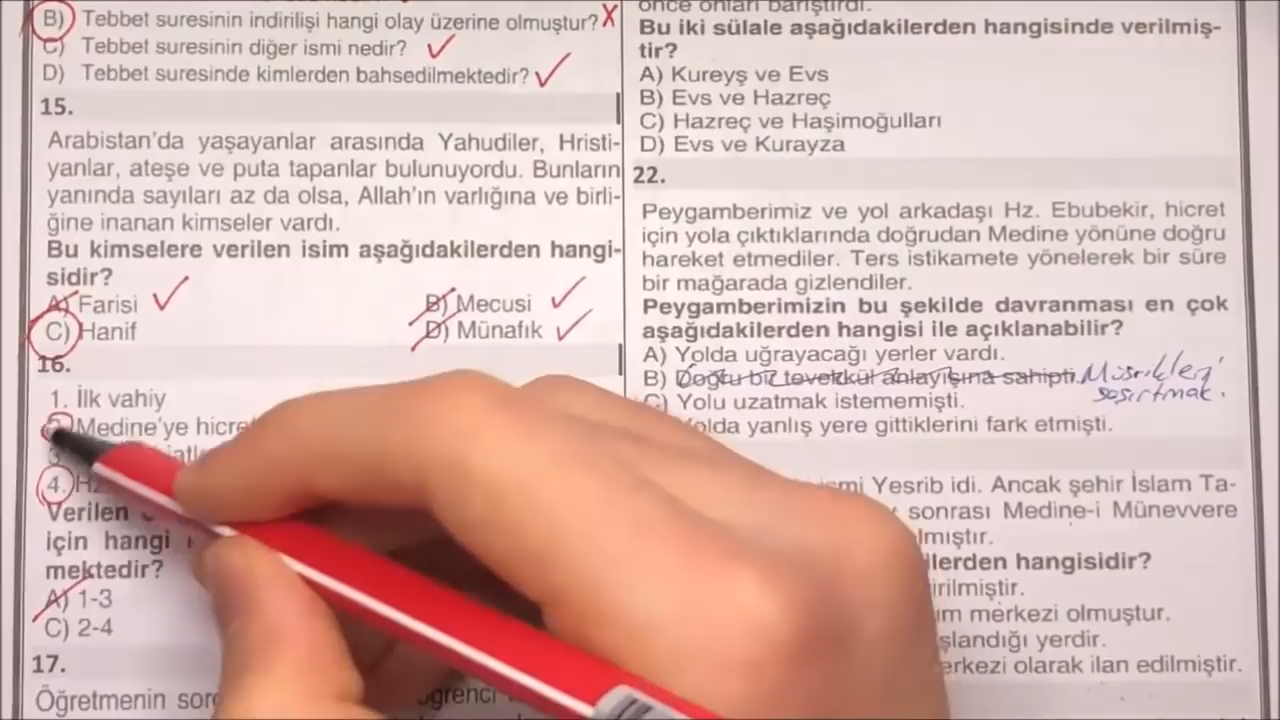 B) Tebbet suresinin indirilişi hangi olay üzerine olmuştur?
C) Tebbet suresinin diğer ismi nedir?
D) Tebbet suresinde kimlerden bahsedilmektedir?
15.
Arabistan'da yaşayanlar arasında Yahudiler, Hristi-
yanlar, ateşe ve puta tapanlar bulunuyordu. Bunların
yanında sayıları az da olsa, Allah'ın varlığına ve birli-
ğine inanan kimseler vardı.
Bu kimselere verilen isim aşağıdakilerden hangi-
sidir?
A) Farisi B) Mecusi
C) Hanif D) Münafık
16.
1. İlk vahiy
2. Medine'ye
4.
Verilen
için hangi
mektedir?
A) 1-3
C) 2-4
17.
Öğretmenin
önce onları barıştırdı.
Bu iki sülale aşağıdakilerden hangisinde verilmiş-
tir?
A) Kureyş ve Evs
B) Evs ve Hazreç
C) Hazreç ve Haşimoğulları
D) Evs ve Kurayza
22.
Peygamberimiz ve yol arkadaşı Hz. Ebubekir, hicret
için yola çıktıklarında doğrudan Medine yönüne doğru
hareket etmediler. Ters istikamete yönelerek bir süre
bir mağarada gizlendiler.
Peygamberimizin bu şekilde davranması en çok
aşağıdakilerden hangisi ile açıklanabilir?
A) Yolda uğrayacağı yerler vardı.
B) Doğru bir tevekkül anlayışına sahipti. Müşrikleri
şaşırtmak.
C) Yolu uzatmak istememişti.
Yolda yanlış yere gittiklerini fark etmişti.
Yesrib idi. Ancak şehir İslam Ta-
sonrası Medine-i Münevvere
hangisidir?
merkezi olmuştur.
yerdir.
olarak ilan edilmiştir.